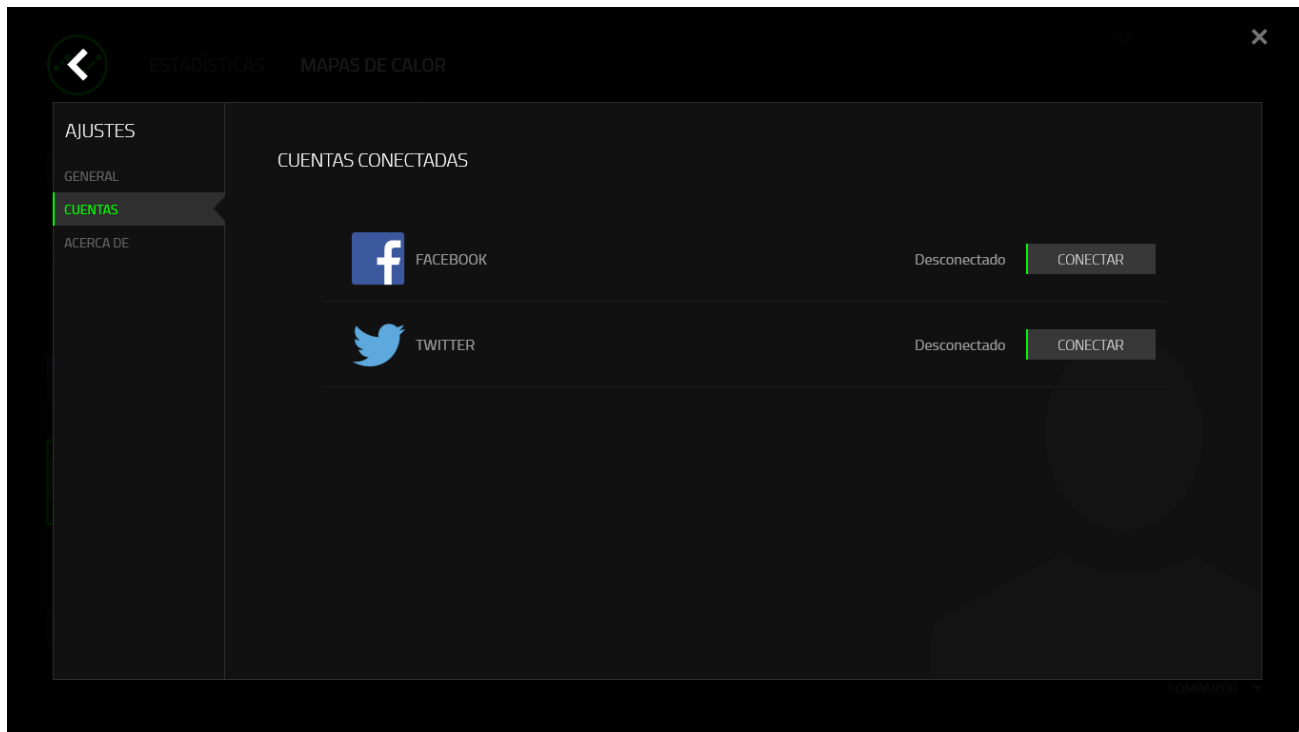 ESTADÍSTICAS MAPAS DE CALOR
AJUSTES
GENERAL
CUENTAS
ACERCA DE
CUENTAS CONECTADAS
FACEBOOK Desconectado CONECTAR
TWITTER Desconectado CONECTAR
COMPARTIR